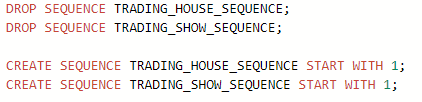 DROP SEQUENCE TRADING_HOUSE_SEQUENCE;
DROP SEQUENCE TRADING_SHOW_SEQUENCE;
CREATE SEQUENCE TRADING_HOUSE_SEQUENCE START WITH 1;
CREATE SEQUENCE TRADING_SHOW_SEQUENCE START WITH 1;